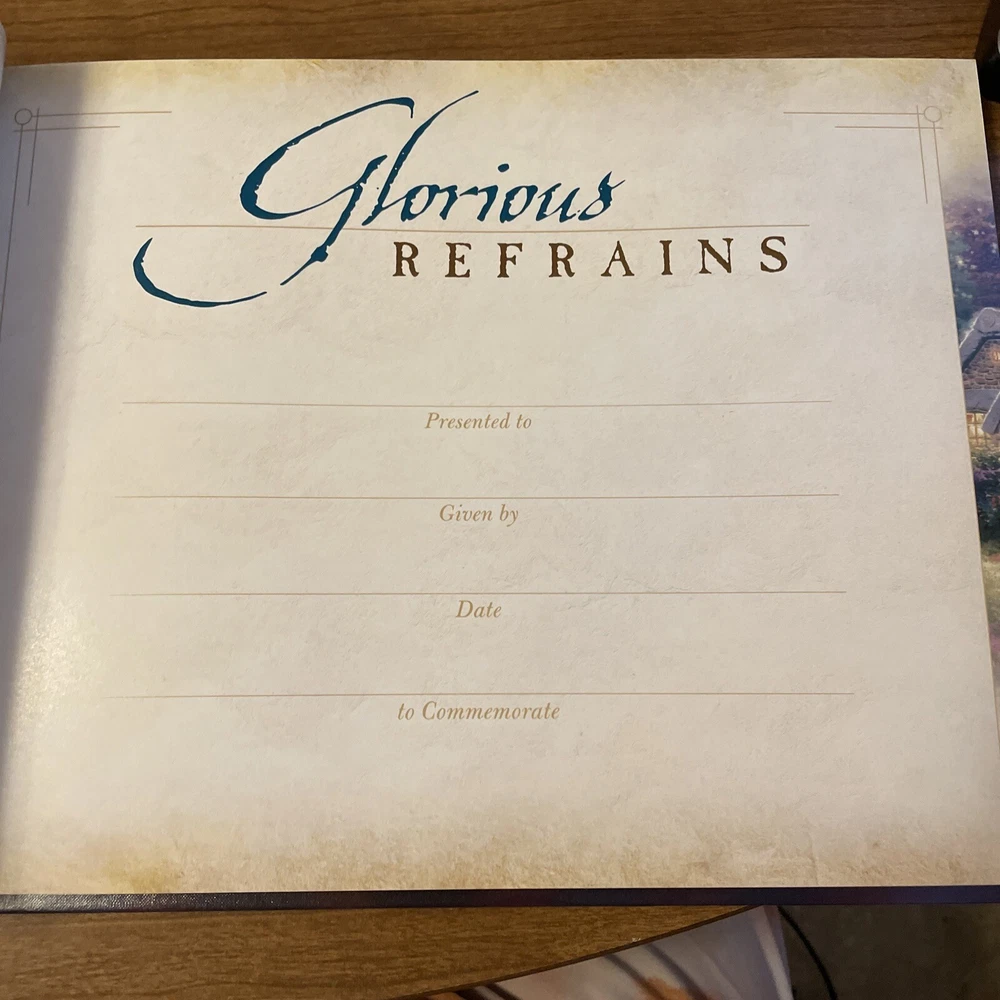 Glorious
REFRAINS
Presented to
Given by
Date
to Commemorate